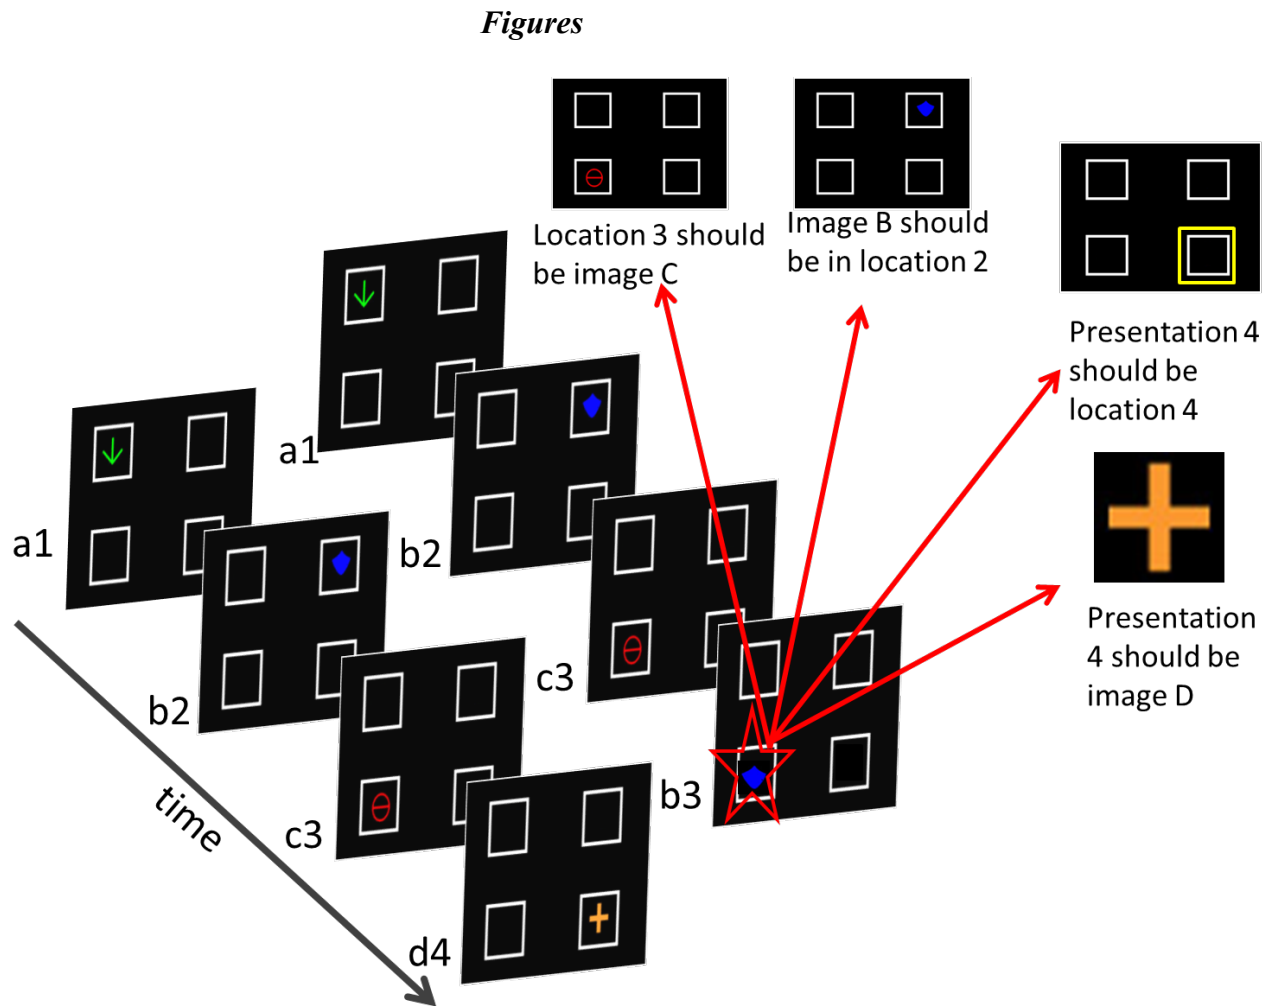 Figures
Location 3 should
be image C
Image B should
be in location 2
Presentation 4
should be
location 4
Presentation
4 should be
image D
a1
b2
c3
b3
a1
b2
c3
d4
time